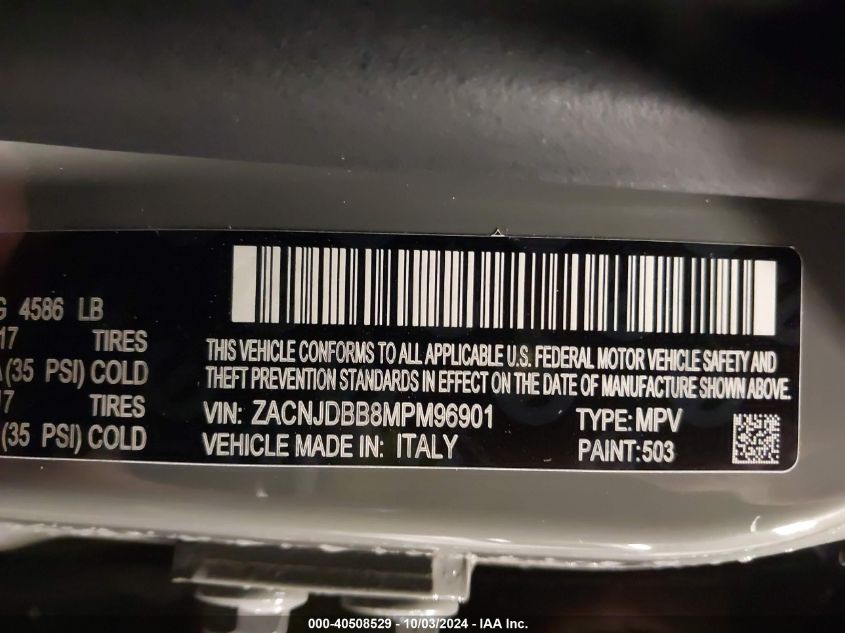 G 4586 LB
17 TIRES
(35 PSI) COLD
17 TIRES
(35 PSI) COLD
THIS VEHICLE CONFORMS TO ALL APPLICABLE U.S. FEDERAL MOTOR VEHICLE SAFETY AND
THEFT PREVENTION STANDARDS IN EFFECT ON THE DATE OF MANUFACTURE SHOWN ABOVE.
VIN: ZACNJDBB8MPM96901 TYPE: MPV
VEHICLE MADE IN: ITALY PAINT: 503
000-40508529 - 10/03/2024 - IAA Inc.